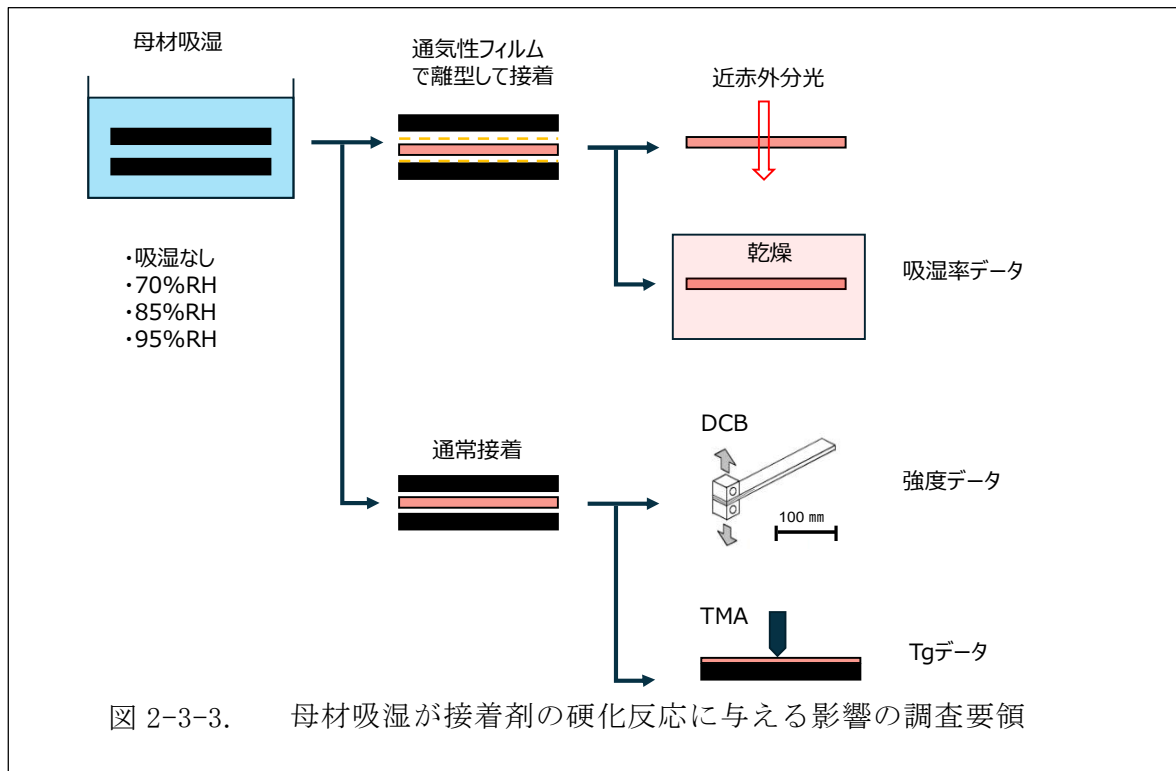 母材吸湿
・吸湿なし
・70%RH
・85%RH
・95%RH
通気性フィルム
で離型して接着
近赤外分光
乾燥
吸湿率データ
通常接着
DCB
100 ㎜
強度データ
TMA
Tgデータ
図 2-3-3. 母材吸湿が接着剤の硬化反応に与える影響の調査要領